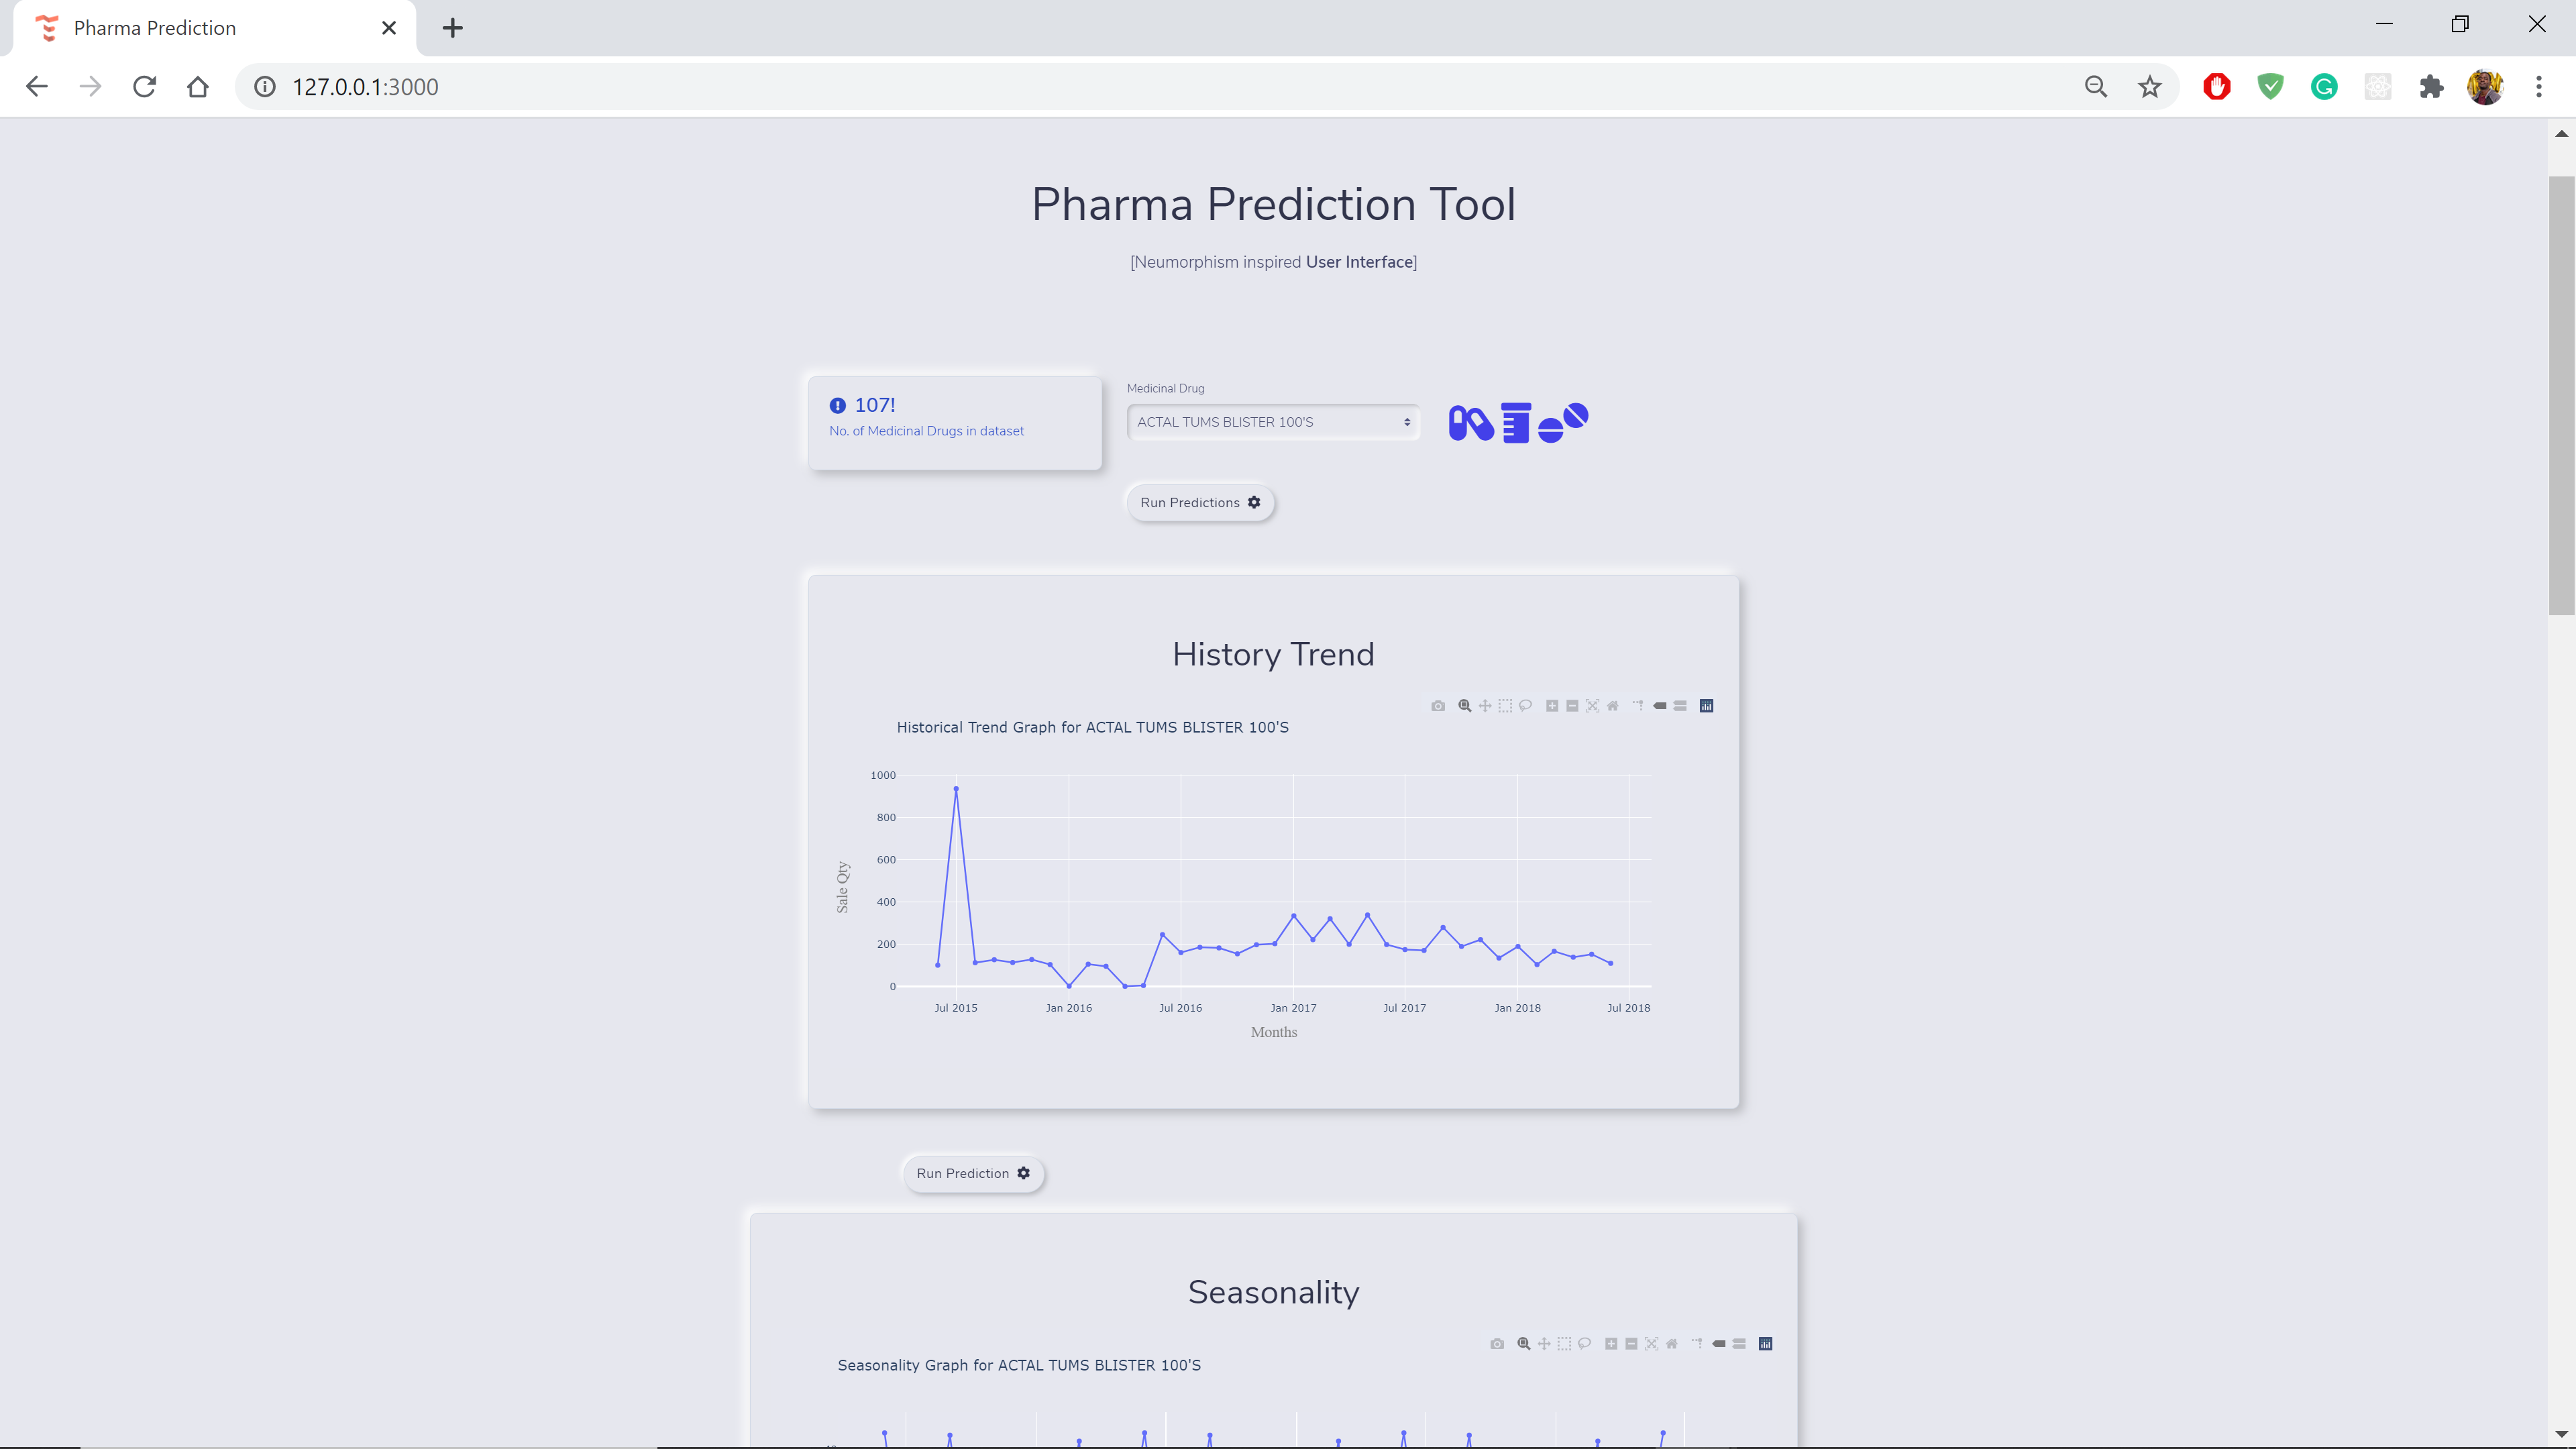 Pharma Prediction
127.0.0.1:3000
Pharma Prediction Tool
[Neumorphism inspired User Interface]
107!
No. of Medicinal Drugs in dataset
Medicinal Drug
ACTAL TUMS BLISTER 100'S
Run Predictions
History Trend
Historical Trend Graph for ACTAL TUMS BLISTER 100'S
1000
800
600
400
200
0
Sale Qty
Jul 2015 Jan 2016 Jul 2016 Jan 2017 Jul 2017 Jan 2018 Jul 2018
Months
Run Prediction
Seasonality
Seasonality Graph for ACTAL TUMS BLISTER 100'S